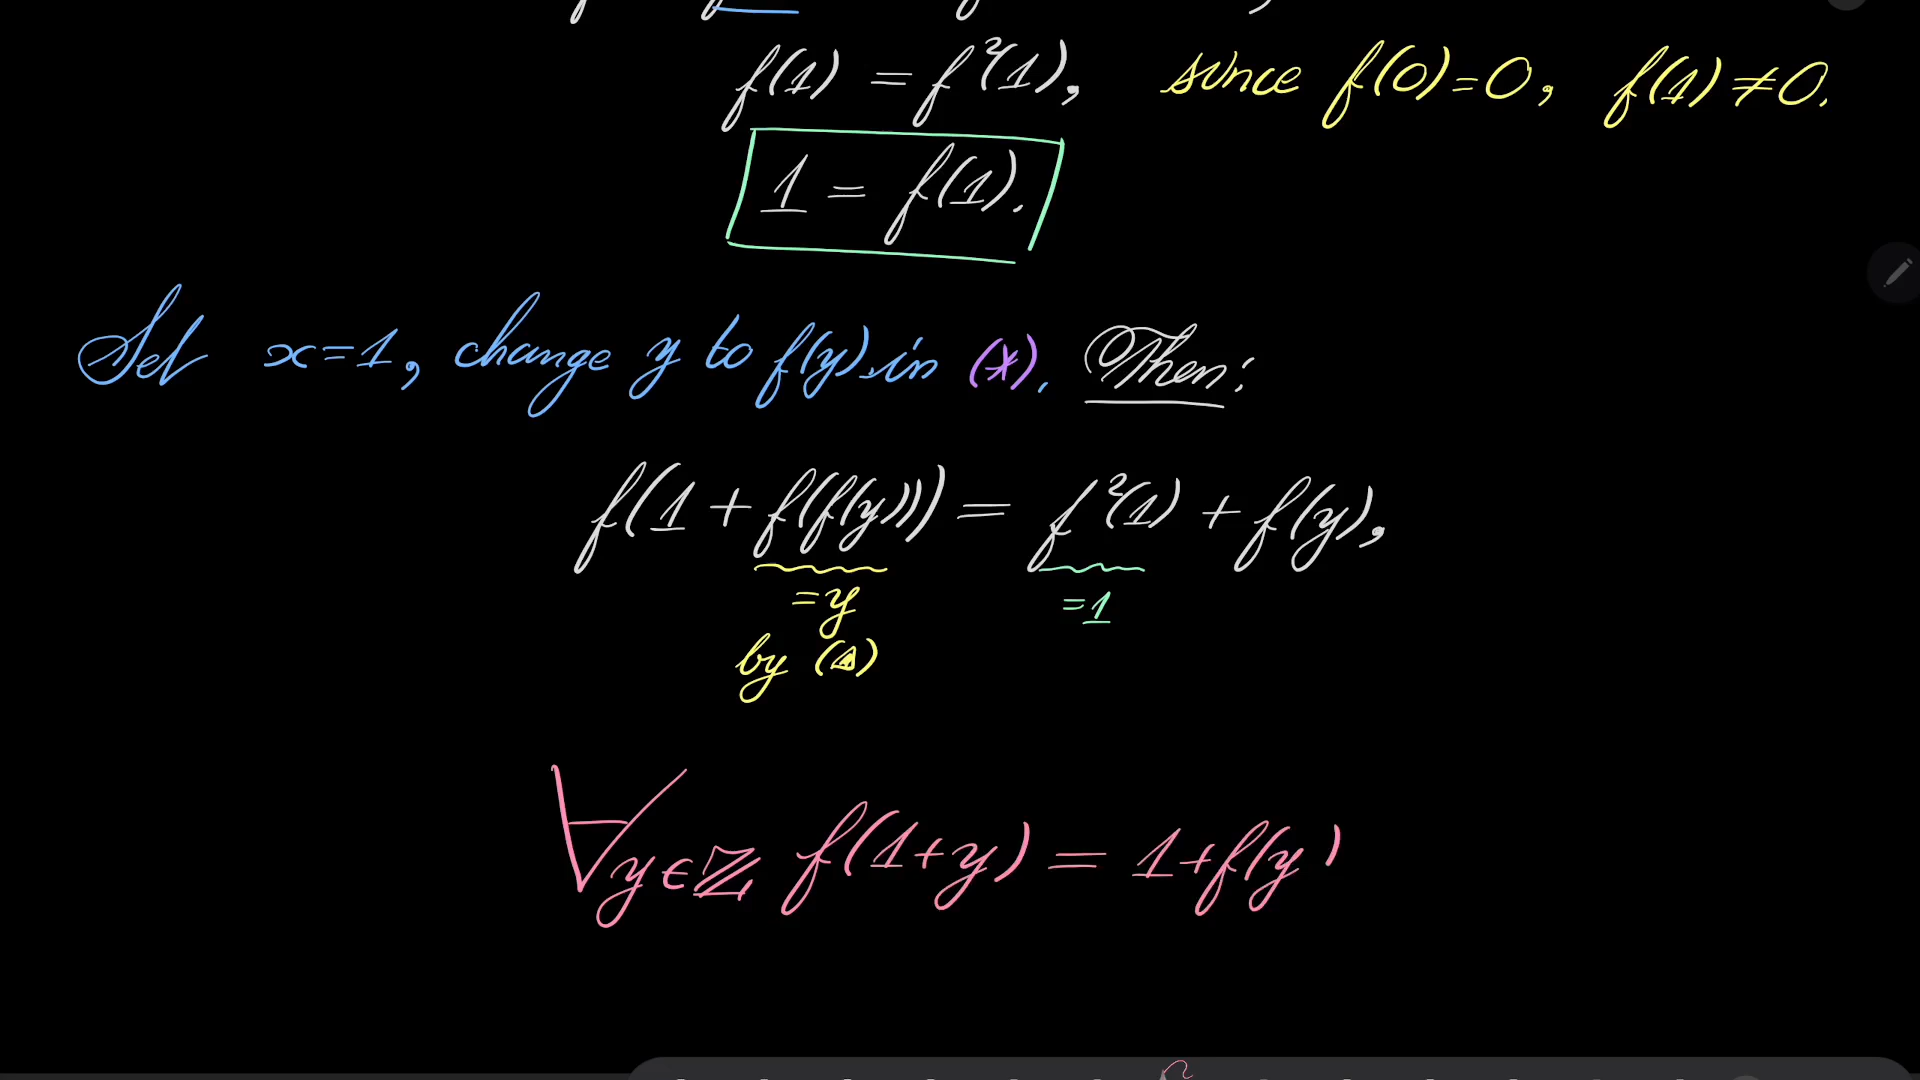 f(1) = f²(1), since f(0)=0, f(1)≠0.
1 = f(1).
Set x=1, change y to f(y) in (*). Then:
f(1 + f(f(y))) = f²(1) + f(y),
=y =1
by (△)
∀y∈ℤ f(1+y) = 1+f(y)